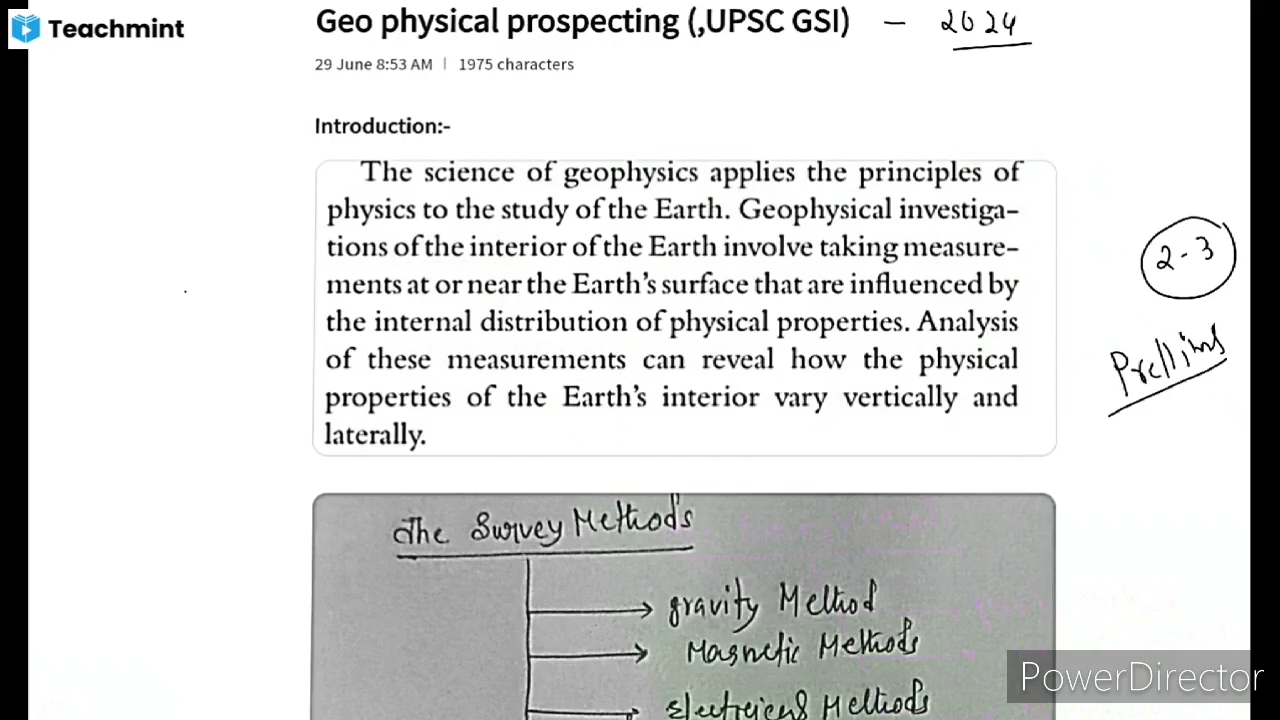 Teachmint
Geo physical prospecting (,UPSC GSI) – 2024
29 June 8:53 AM | 1975 characters
Introduction:-
The science of geophysics applies the principles of
physics to the study of the Earth. Geophysical investiga-
tions of the interior of the Earth involve taking measure-
ments at or near the Earth's surface that are influenced by
the internal distribution of physical properties. Analysis
of these measurements can reveal how the physical
properties of the Earth's interior vary vertically and
laterally.
2-3
Prelims
The Survey Methods
gravity Method
Magnetic Methods
Electrical Methods
PowerDirector